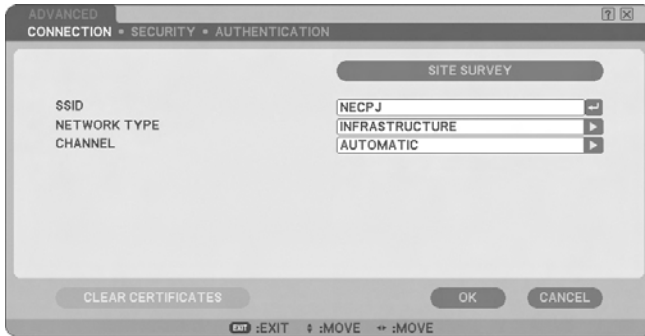 ADVANCED
CONNECTION • SECURITY • AUTHENTICATION
SITE SURVEY
SSID NECPJ
NETWORK TYPE INFRASTRUCTURE
CHANNEL AUTOMATIC
CLEAR CERTIFICATES OK CANCEL
EXIT :EXIT :MOVE :MOVE